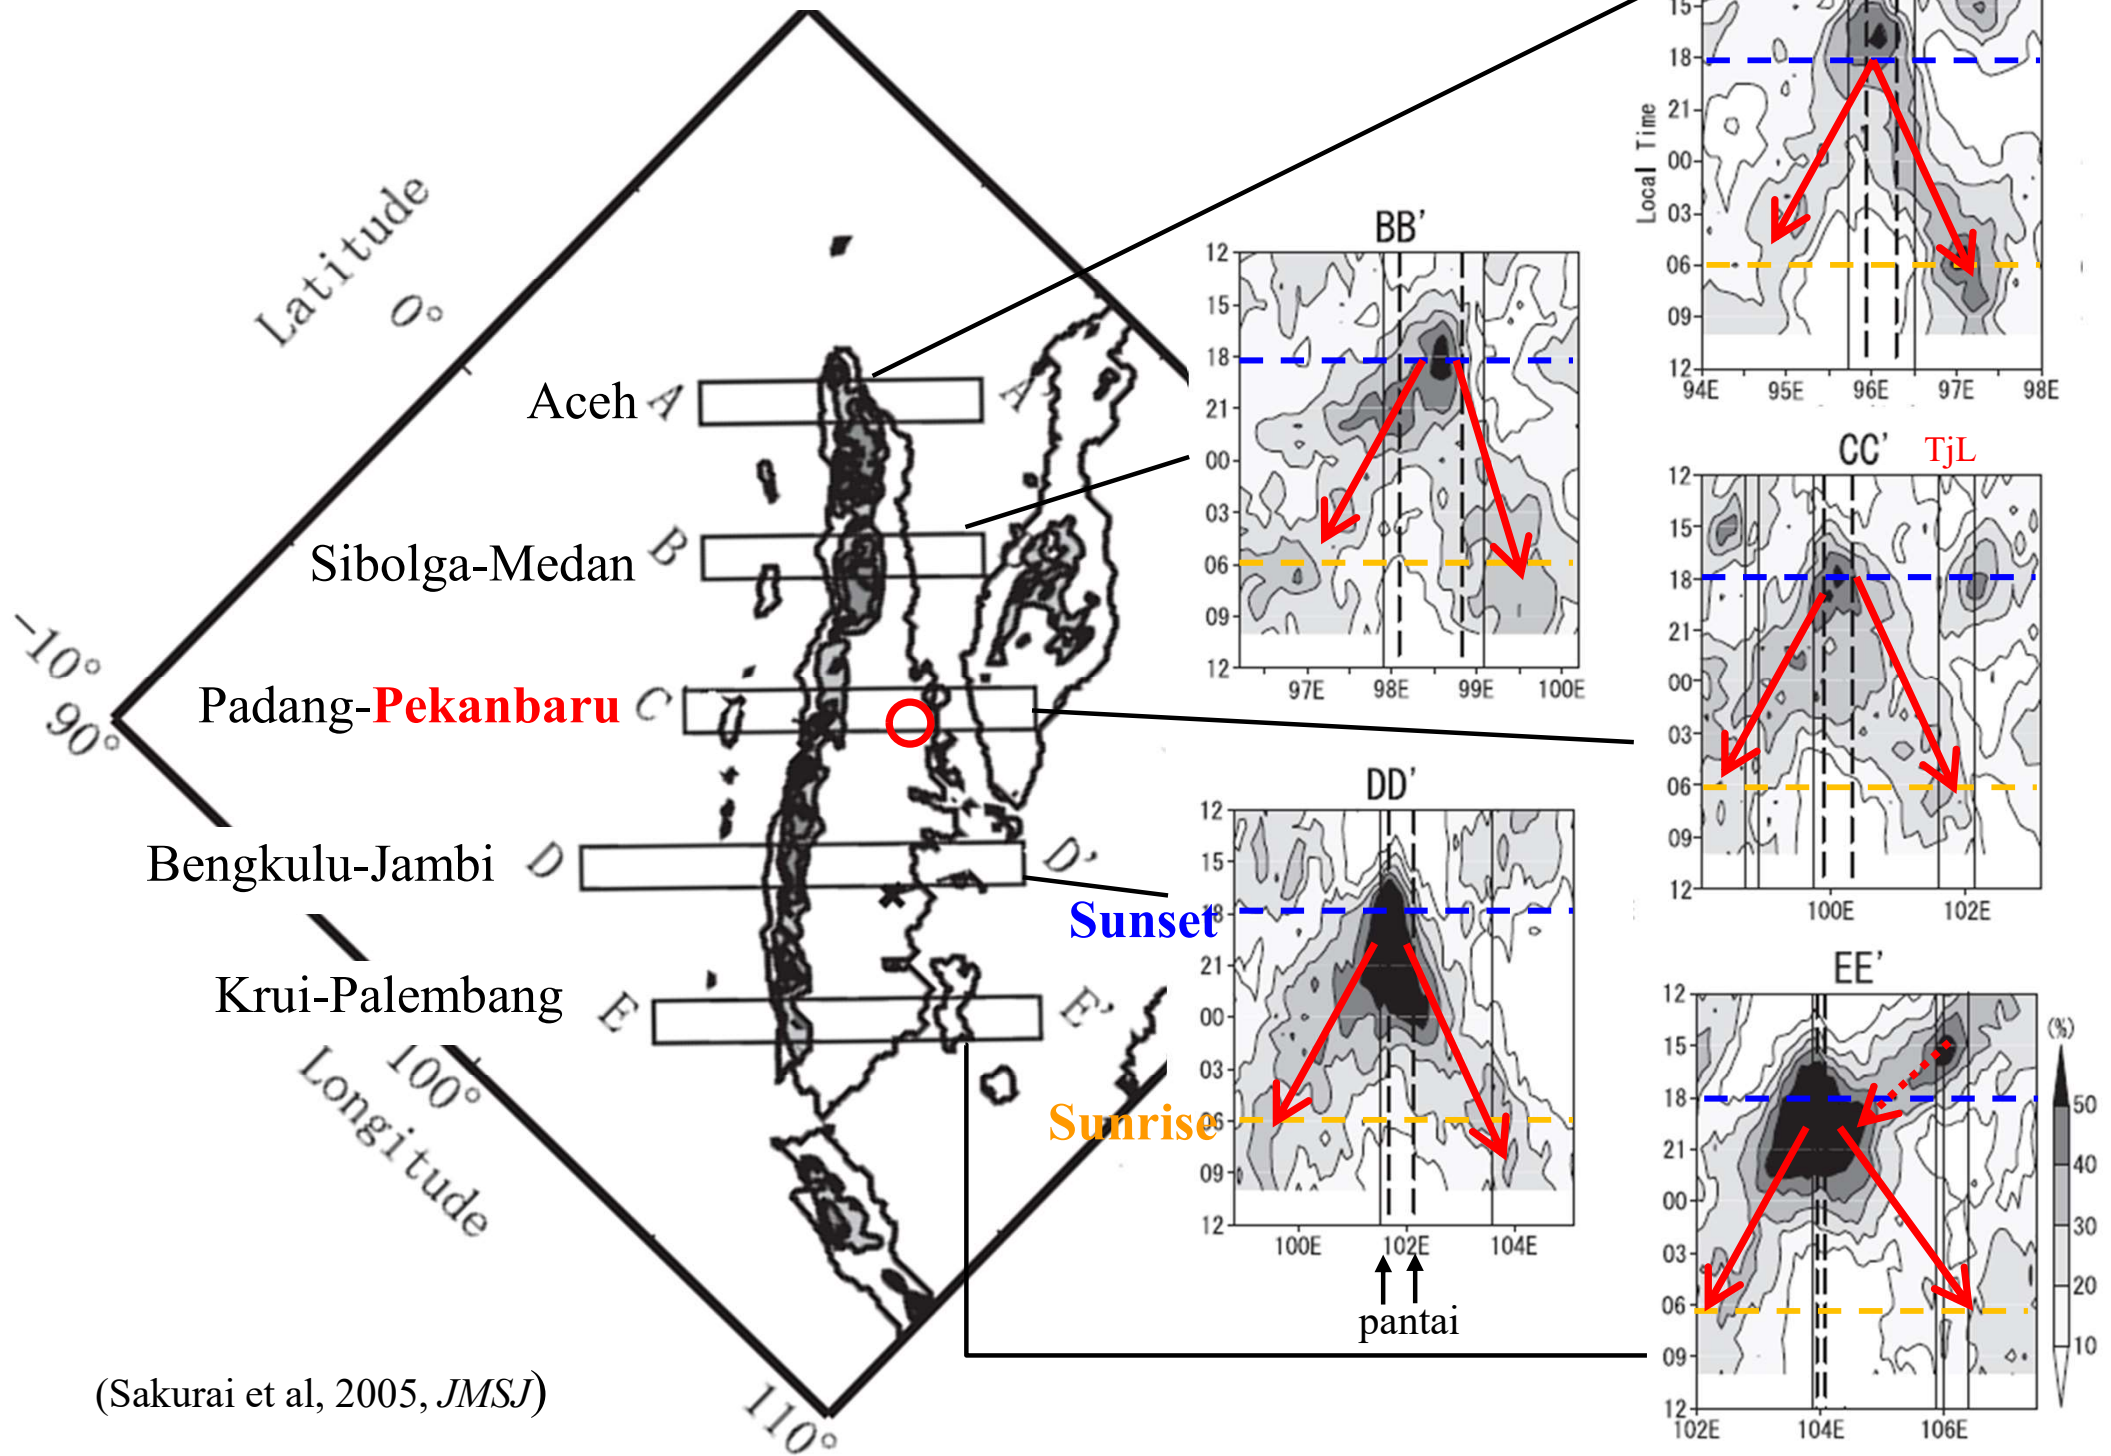 Latitude
0°
-10°
90°
100°
Longitude
110°
Aceh
A
A'
Sibolga-Medan
B
Padang-Pekanbaru
C
Bengkulu-Jambi
D
D'
Krui-Palembang
E
E'
(Sakurai et al, 2005, JMSJ)
15
18
21
00
03
06
09
12
Local Time
94E 95E 96E 97E 98E
BB'
12
15
18
21
00
03
06
09
12
97E 98E 99E 100E
CC'
TjL
12
15
18
21
00
03
06
09
12
100E 102E
DD'
12
15
18
21
00
03
06
09
12
Sunset
Sunrise
100E 102E 104E
pantai
EE'
12
15
18
21
00
03
06
09
12
102E 104E 106E
(%)
50
40
30
20
10